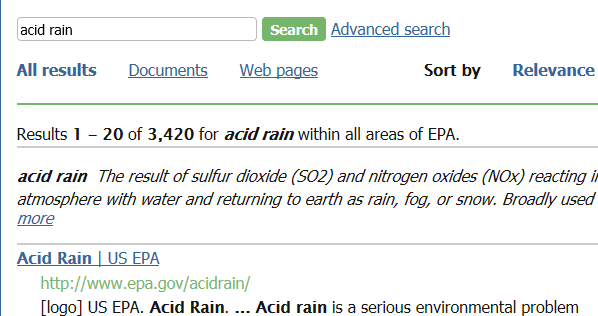 acid rain Search Advanced search
All results Documents Web pages Sort by Relevance
Results 1 – 20 of 3,420 for acid rain within all areas of EPA.
acid rain The result of sulfur dioxide (SO2) and nitrogen oxides (NOx) reacting
atmosphere with water and returning to earth as rain, fog, or snow. Broadly used
more
Acid Rain | US EPA
http://www.epa.gov/acidrain/
[logo] US EPA. Acid Rain. ... Acid rain is a serious environmental problem